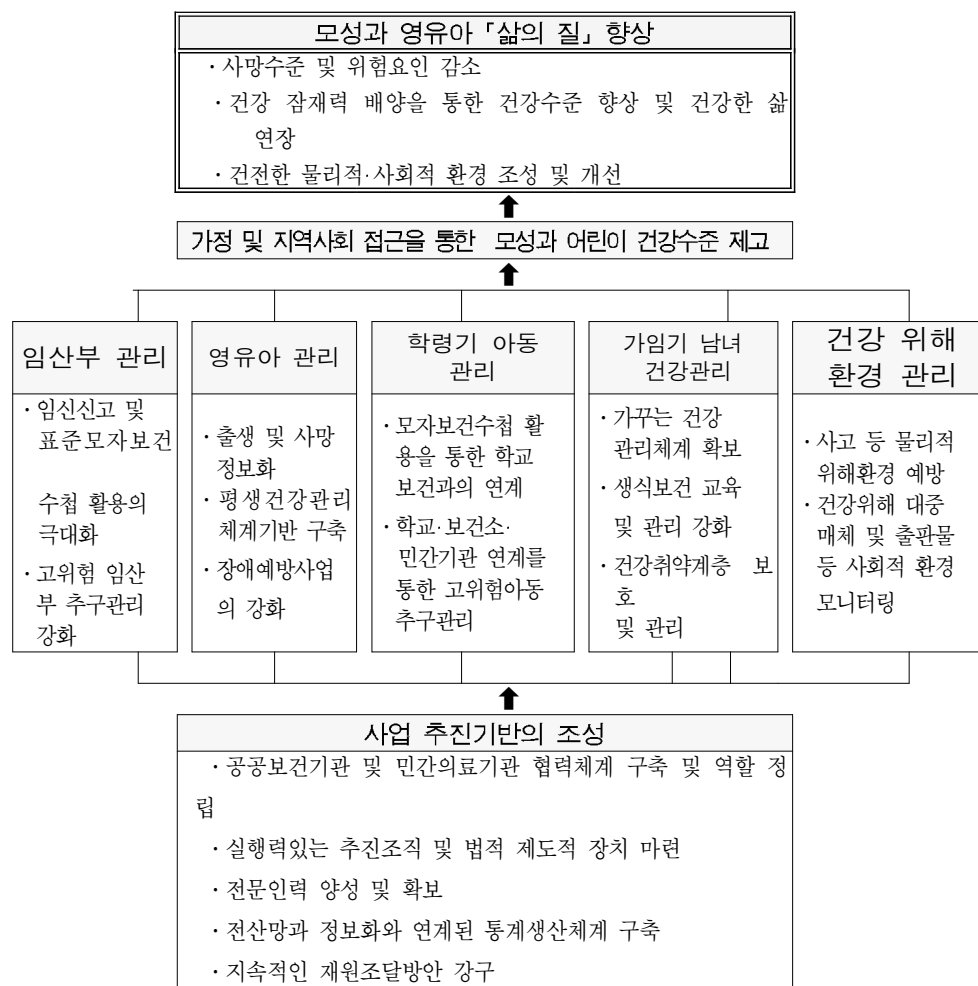 모성과 영유아 「삶의 질」 향상
· 사망수준 및 위험요인 감소
· 건강 잠재력 배양을 통한 건강수준 향상 및 건강한 삶
연장
· 건전한 물리적·사회적 환경 조성 및 개선
가정 및 지역사회 접근을 통한 모성과 어린이 건강수준 제고
임산부 관리
· 임신신고 및
표준모자보건
수첩 활용의
극대화
· 고위험 임산
부 추구관리
강화
영유아 관리
· 출생 및 사망
정보화
· 평생건강관리
체계기반 구축
· 장애예방사업
의 강화
학령기 아동
관리
· 모자보건수첩 활
용을 통한 학교
보건과의 연계
· 학교·보건소·
민간기관 연계를
통한 고위험아동
추구관리
가임기 남녀
건강관리
· 가꾸는 건강
관리체계 확보
· 생식보건 교육
및 관리 강화
· 건강취약계층 보
호
및 관리
건강 위해
환경 관리
· 사고 등 물리적
위해환경 예방
· 건강위해 대중
매체 및 출판물
등 사회적 환경
모니터링
사업 추진기반의 조성
· 공공보건기관 및 민간의료기관 협력체계 구축 및 역할 정
립
· 실행력있는 추진조직 및 법적 제도적 장치 마련
· 전문인력 양성 및 확보
· 전산망과 정보화와 연계된 통계생산체계 구축
· 지속적인 재원조달방안 강구